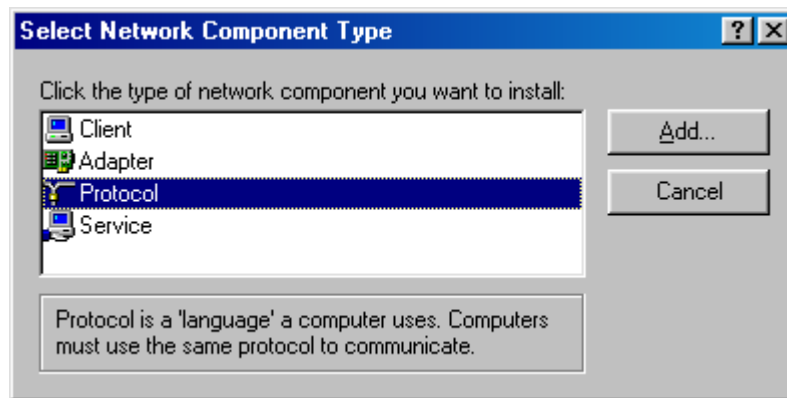 Select Network Component Type
Click the type of network component you want to install:
Client
Adapter
Protocol
Service
Add...
Cancel
Protocol is a 'language' a computer uses. Computers
must use the same protocol to communicate.